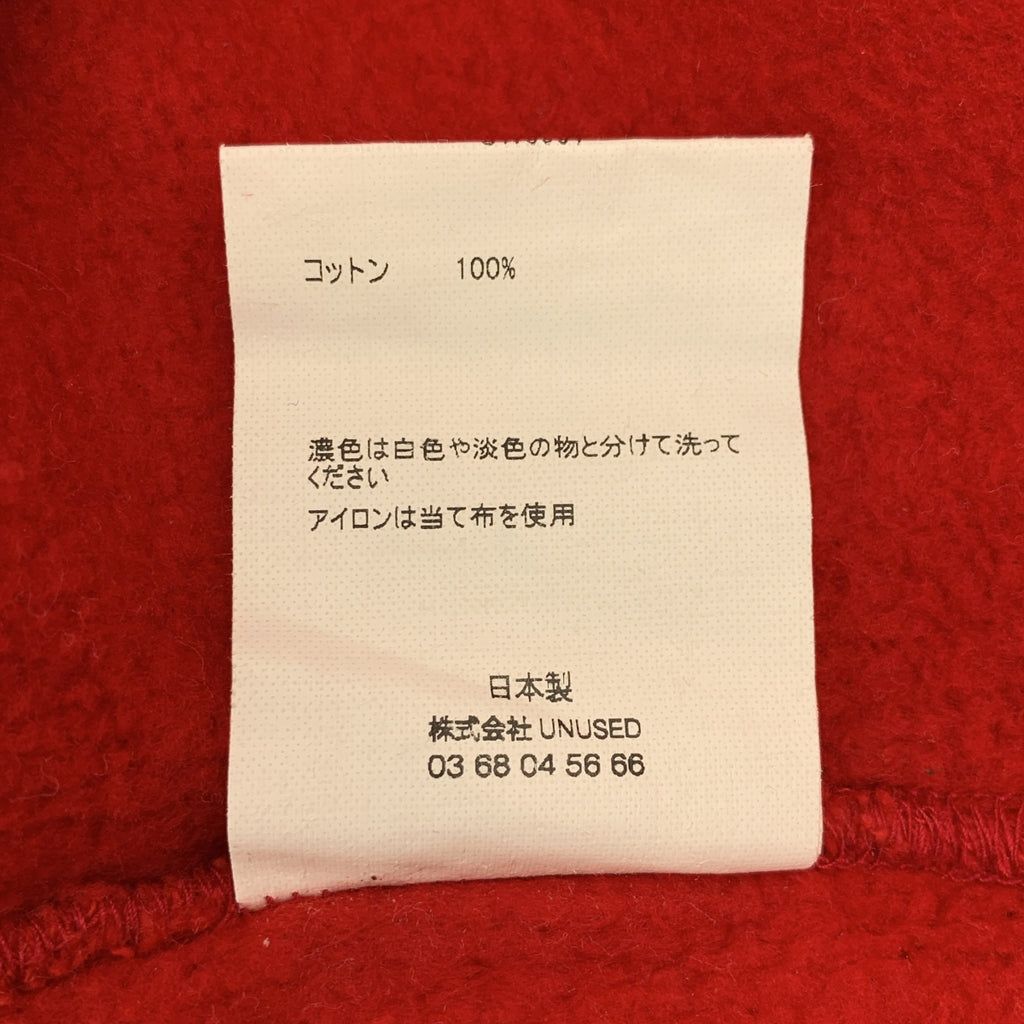 コットン 100%
濃色は白色や淡色の物と分けて洗って
ください
アイロンは当て布を使用
日本製
株式会社 UNUSED
03 68 04 56 66